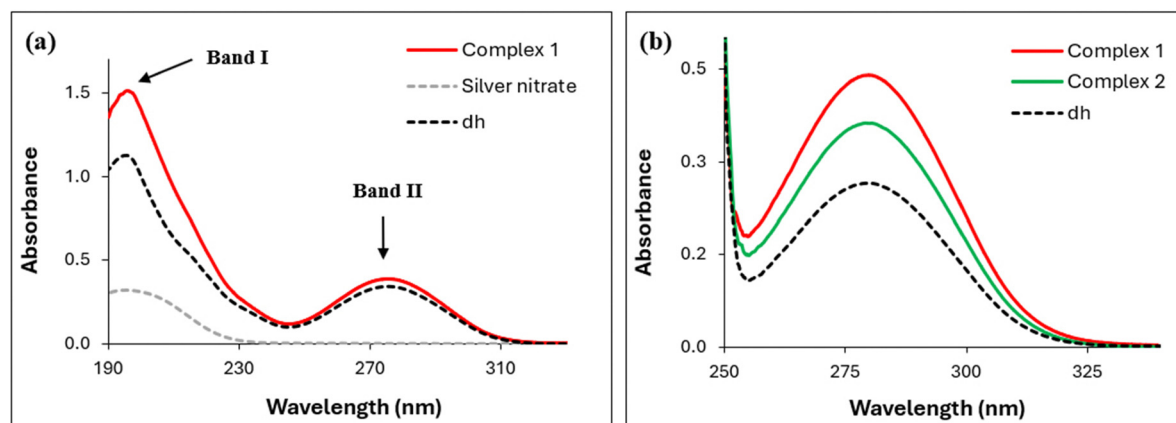 (a)
Band I
Complex 1
Silver nitrate
dh
Band II
Absorbance
1.5
1.0
0.5
0.0
190
230
270
310
Wavelength (nm)
(b)
Complex 1
Complex 2
dh
Absorbance
0.5
0.3
0.2
0.0
250
275
300
325
Wavelength (nm)